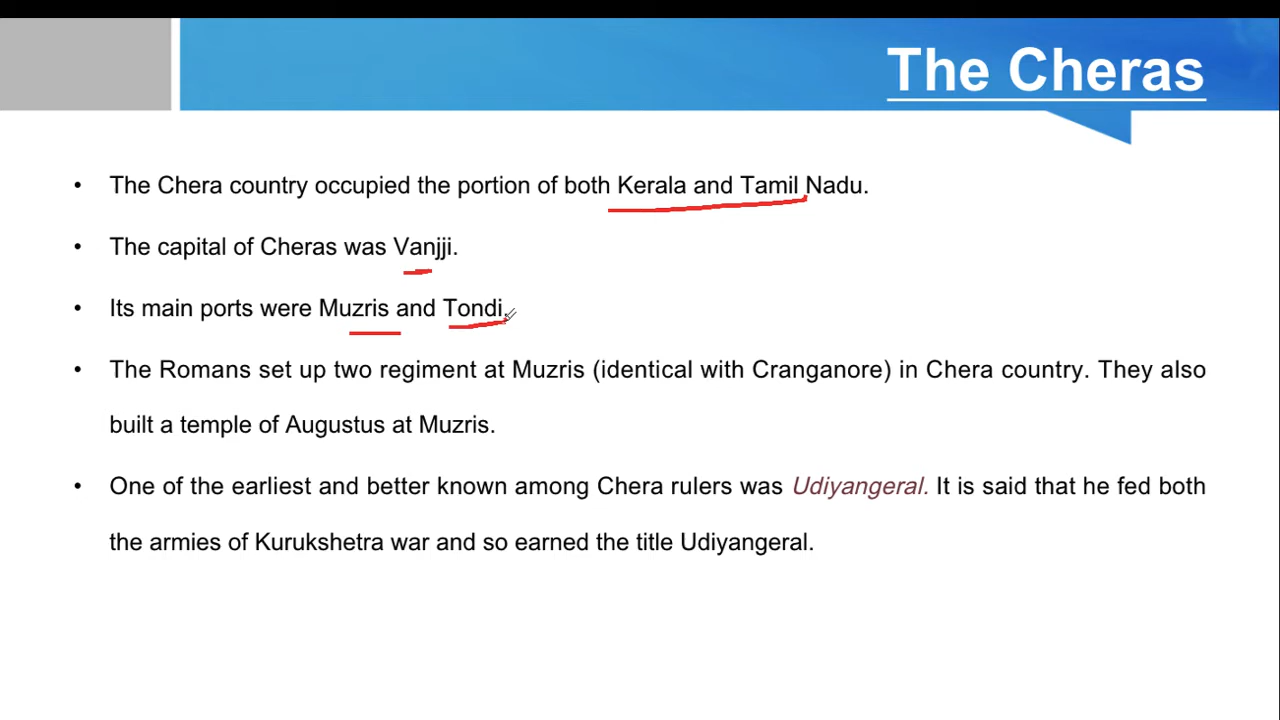 The Cheras
• The Chera country occupied the portion of both Kerala and Tamil Nadu.
• The capital of Cheras was Vanjji.
• Its main ports were Muzris and Tondi.
• The Romans set up two regiment at Muzris (identical with Cranganore) in Chera country. They also
built a temple of Augustus at Muzris.
• One of the earliest and better known among Chera rulers was Udiyangeral. It is said that he fed both
the armies of Kurukshetra war and so earned the title Udiyangeral.